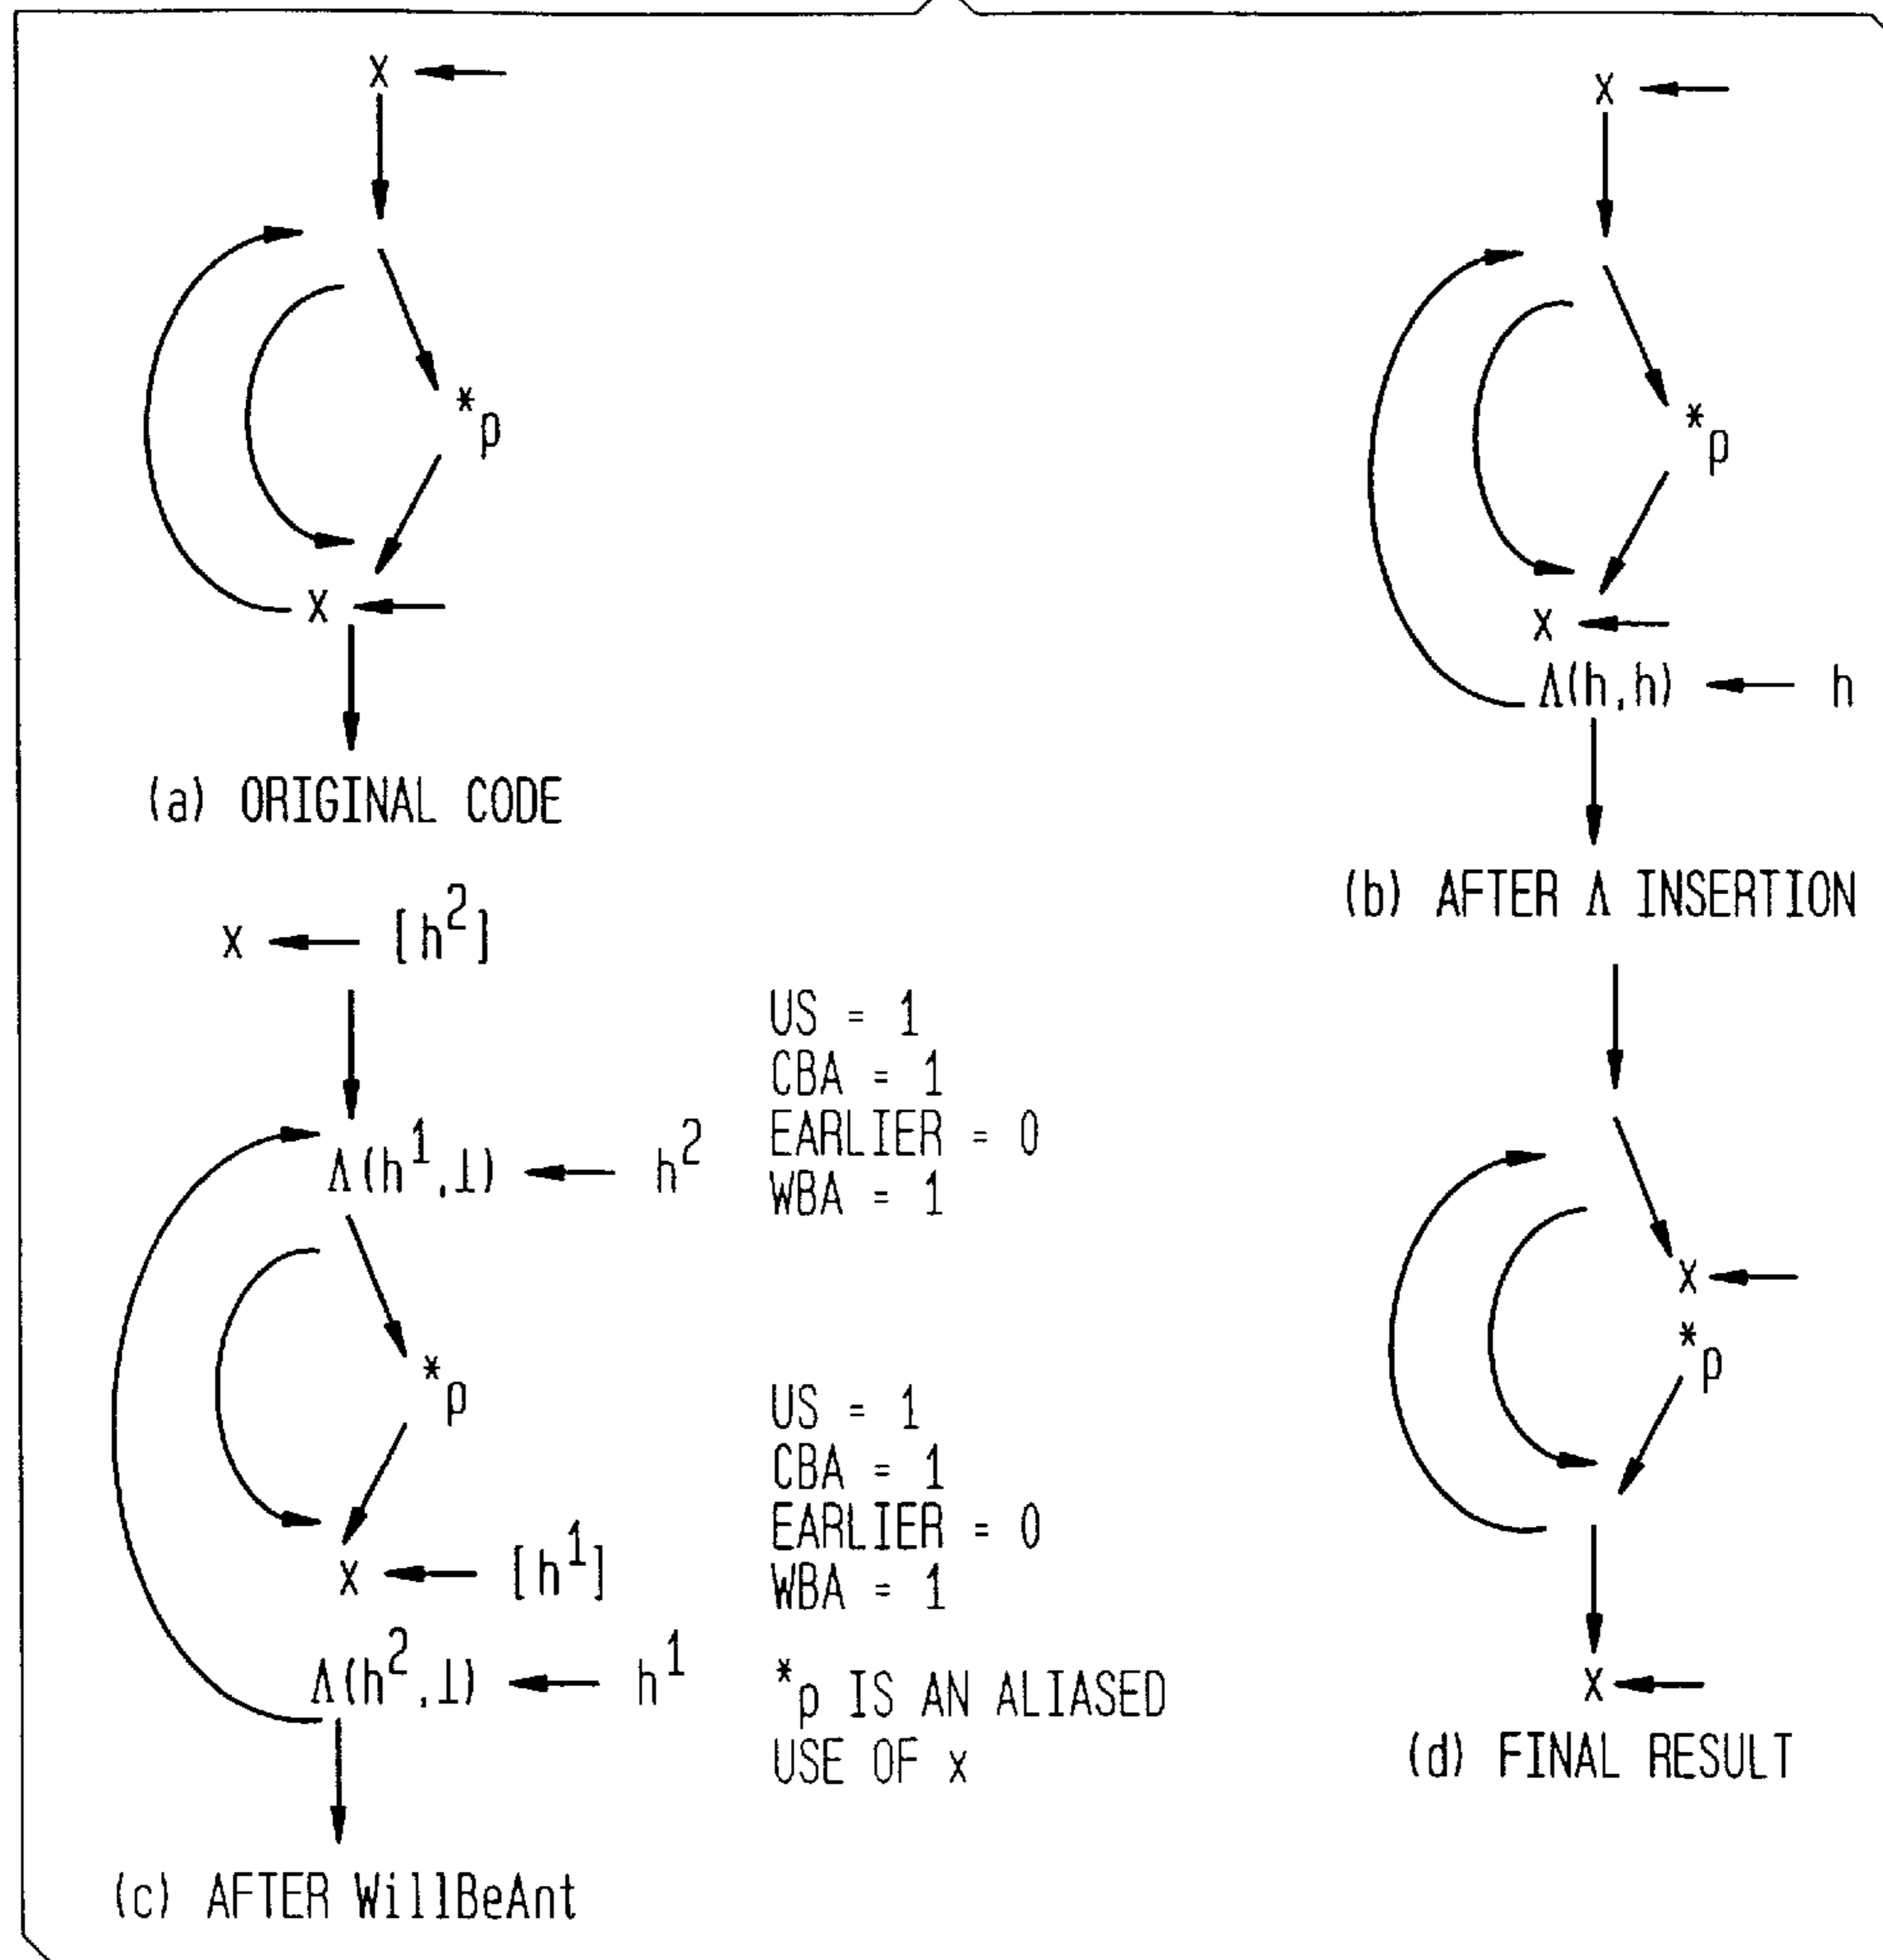 x ←
*p
x ←
(a) ORIGINAL CODE
x ←
*p
x ←
Λ(h,h) ← h
(b) AFTER Λ INSERTION
x ← [h²]
Λ(h¹,⊥) ← h²
US = 1
CBA = 1
EARLIER = 0
WBA = 1
*p
x ← [h¹]
Λ(h²,⊥) ← h¹
US = 1
CBA = 1
EARLIER = 0
WBA = 1
*p IS AN ALIASED
USE OF x
(c) AFTER WillBeAnt
x ←
*p
x ←
(d) FINAL RESULT